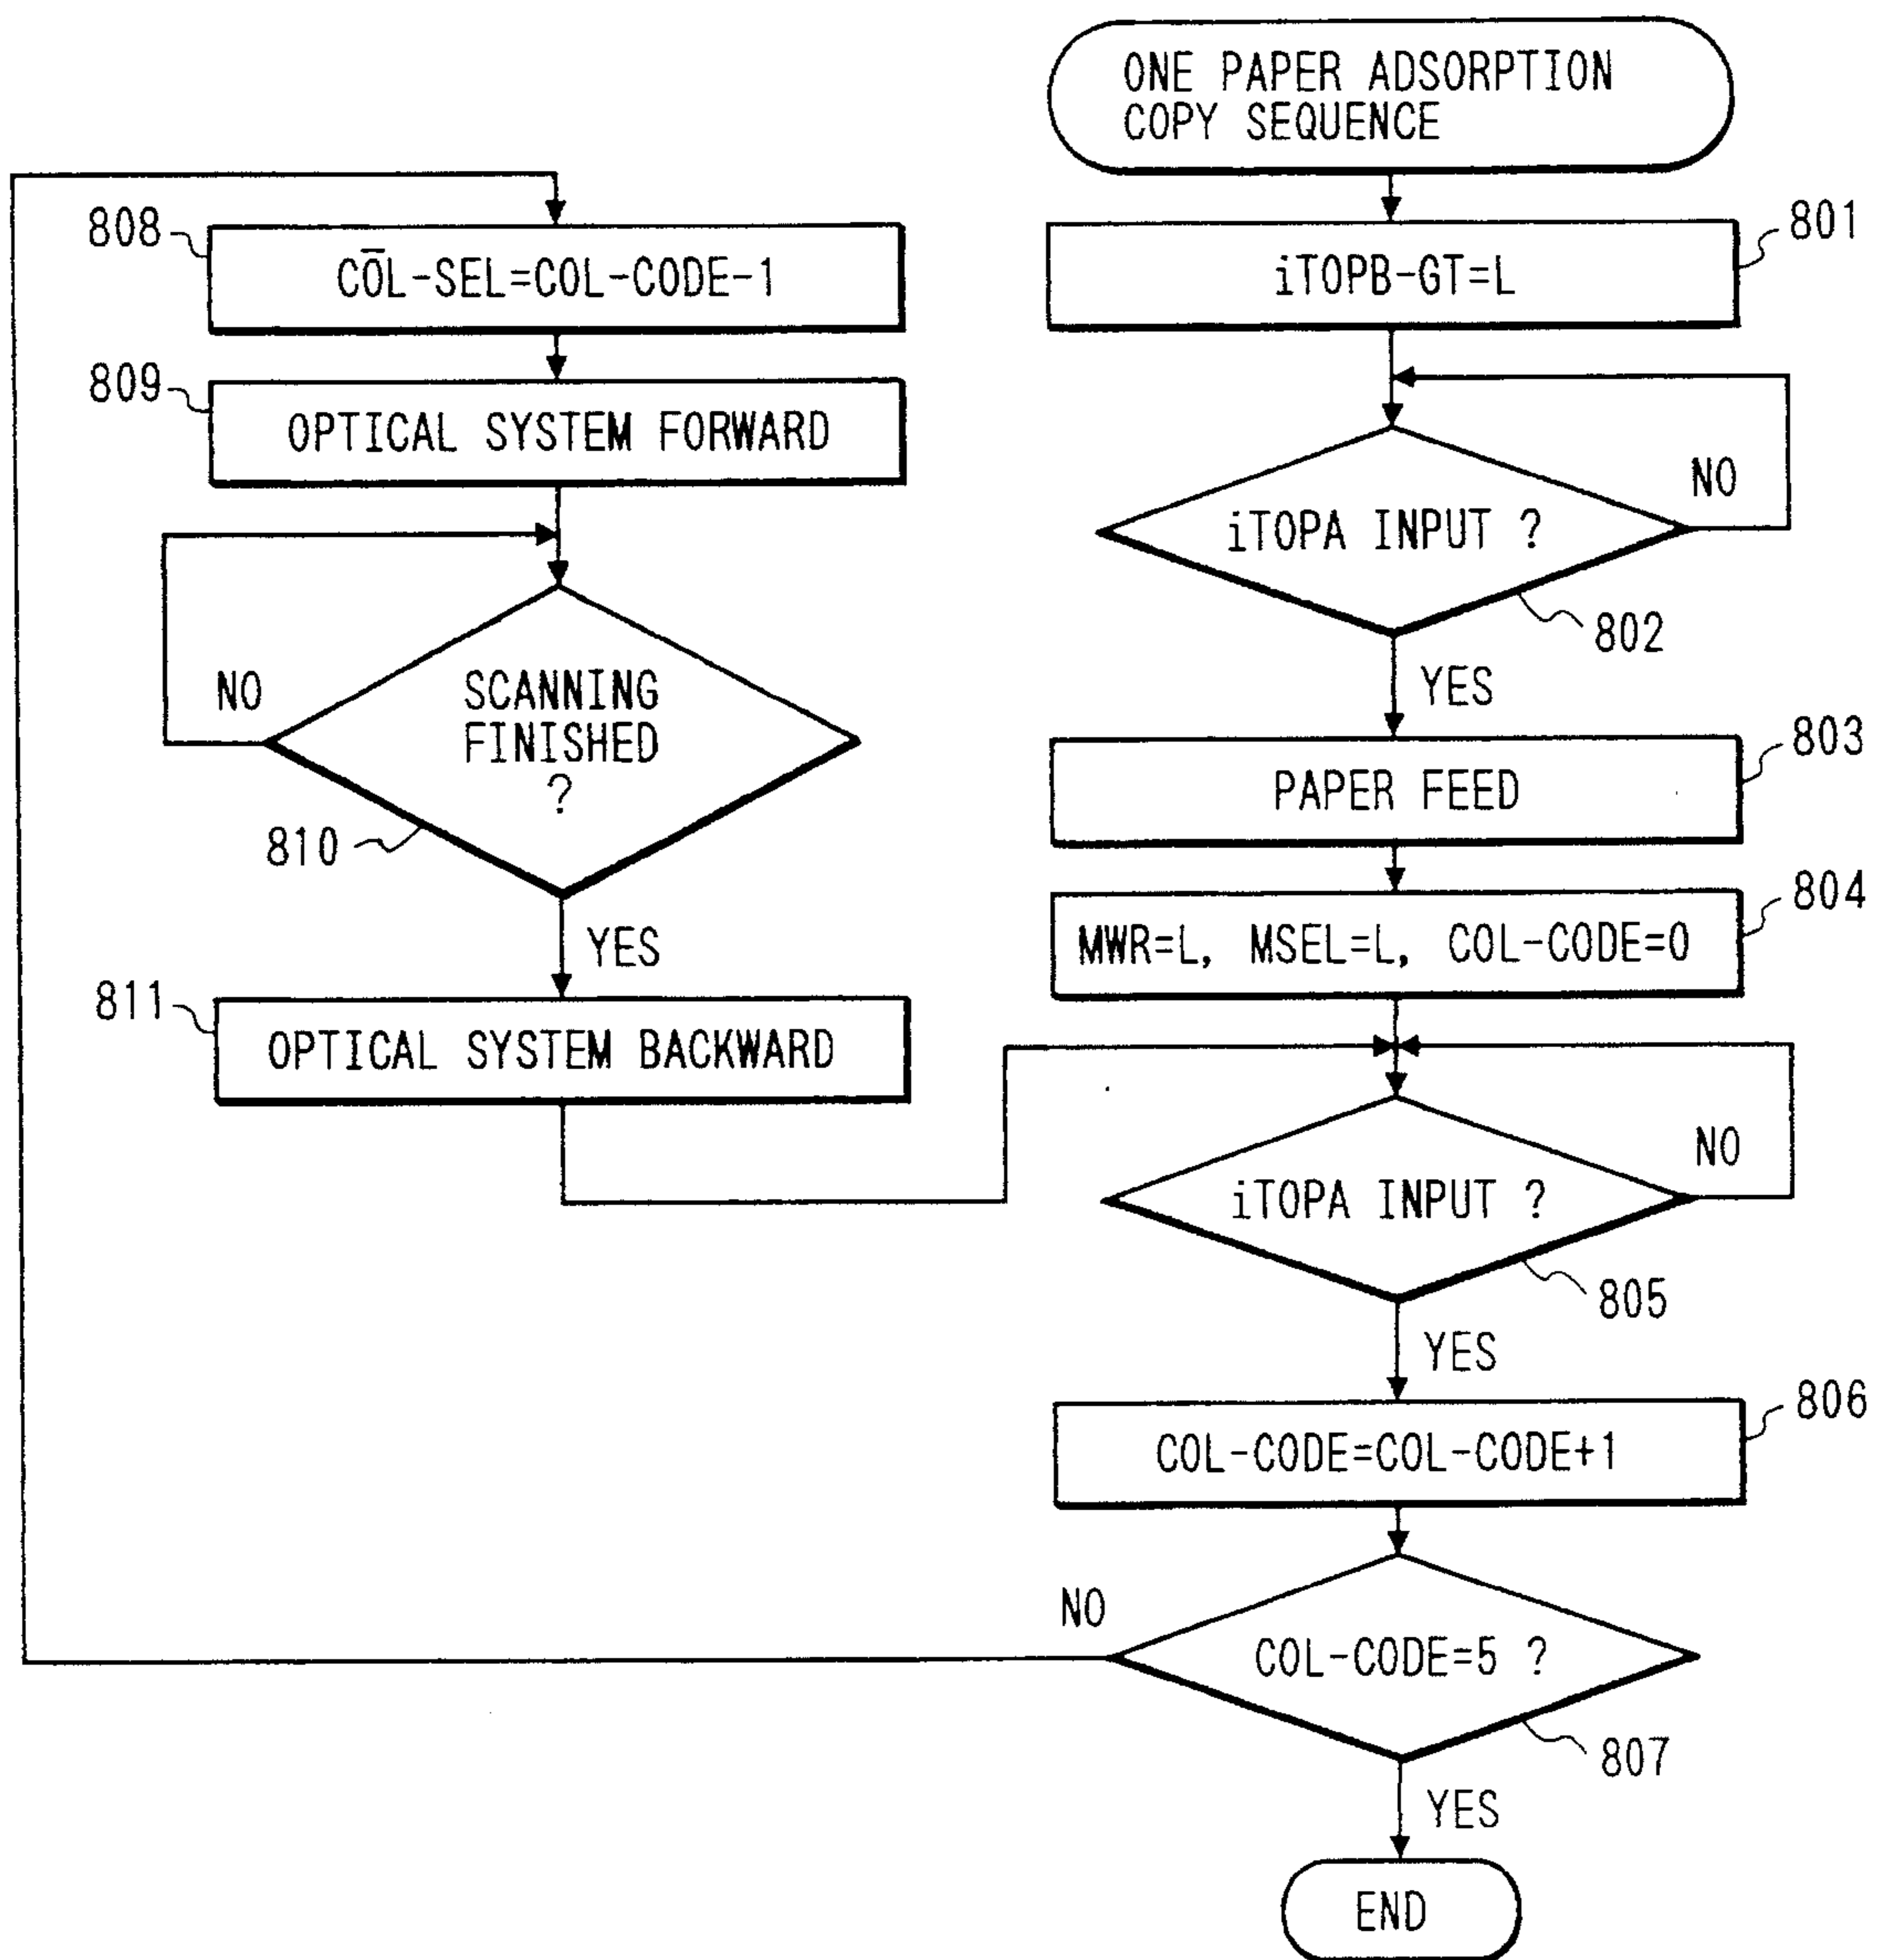 ONE PAPER ADSORPTION
COPY SEQUENCE
801
iTOPB-GT=L
iTOPA INPUT ?
NO
802
YES
803
PAPER FEED
804
MWR=L, MSEL=L, COL-CODE=0
iTOPA INPUT ?
NO
805
YES
806
COL-CODE=COL-CODE+1
COL-CODE=5 ?
NO
807
YES
END
808
CŌL-SEL=COL-CODE-1
809
OPTICAL SYSTEM FORWARD
SCANNING
FINISHED
?
NO
810
YES
811
OPTICAL SYSTEM BACKWARD